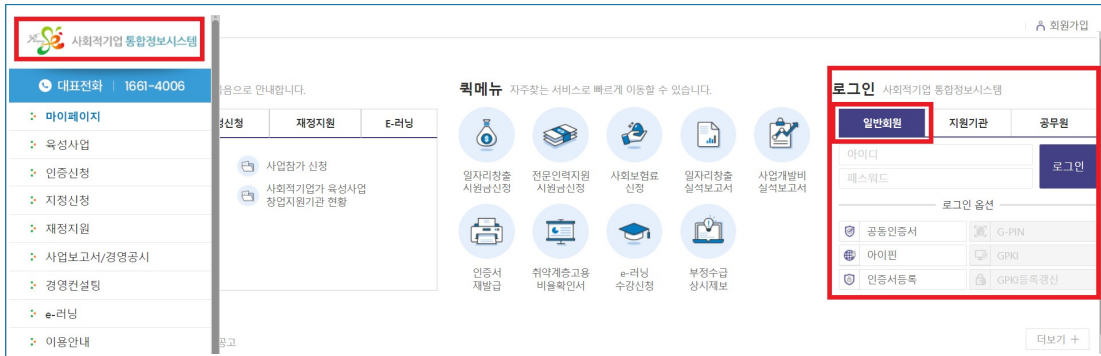 사회적기업 통합정보시스템
대표전화 | 1661-4006
마이페이지
육성사업
인증신청
지정신청
재정지원
사업보고서/경영공시
경영컨설팅
e-러닝
이용안내
음으로 안내합니다.
성신청 재정지원 E-러닝
사업참가 신청
사회적기업가 육성사업
창업지원기관 현황
공고
퀵메뉴 자주찾는 서비스로 빠르게 이동할 수 있습니다.
일자리창출
지원금신청
전문인력지원
지원금신청
사회보험료
신청
일자리창출
실적보고서
사업개발비
실적보고서
인증서
재발급
취약계층고용
비율확인서
e-러닝
수강신청
부정수급
상시제보
회원가입
로그인 사회적기업 통합정보시스템
일반회원 지원기관 공무원
아이디
패스워드
로그인
로그인 옵션
공동인증서 G-PIN
아이핀 GPKI
인증서등록 GPKI등록갱신
더보기 +